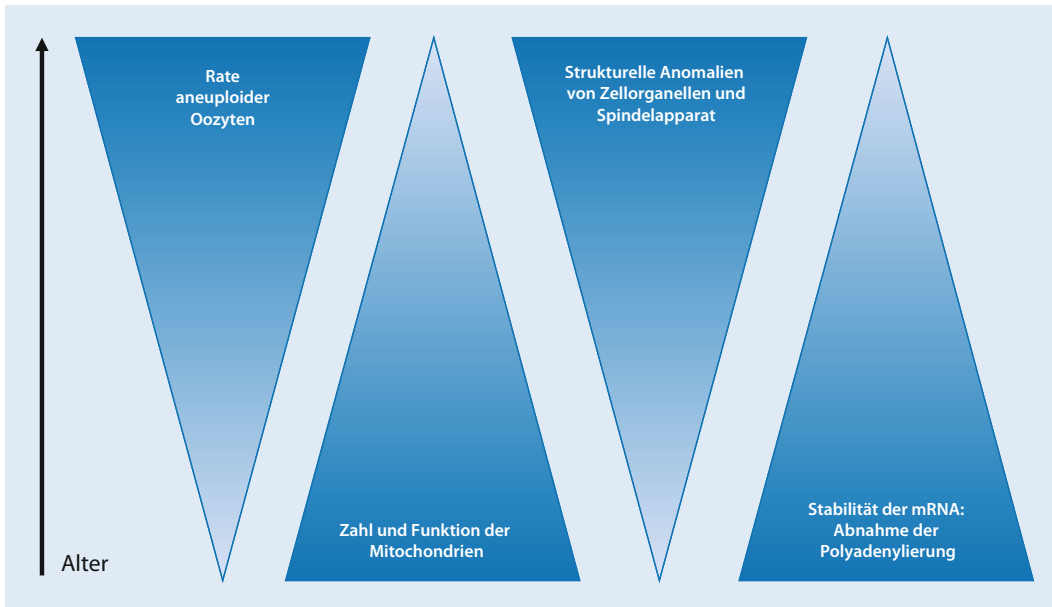 Rate
aneuploider
Oozyten
Strukturelle Anomalien
von Zellorganellen und
Spindelapparat
Zahl und Funktion der
Mitochondrien
Stabilität der mRNA:
Abnahme der
Polyadenylierung
Alter